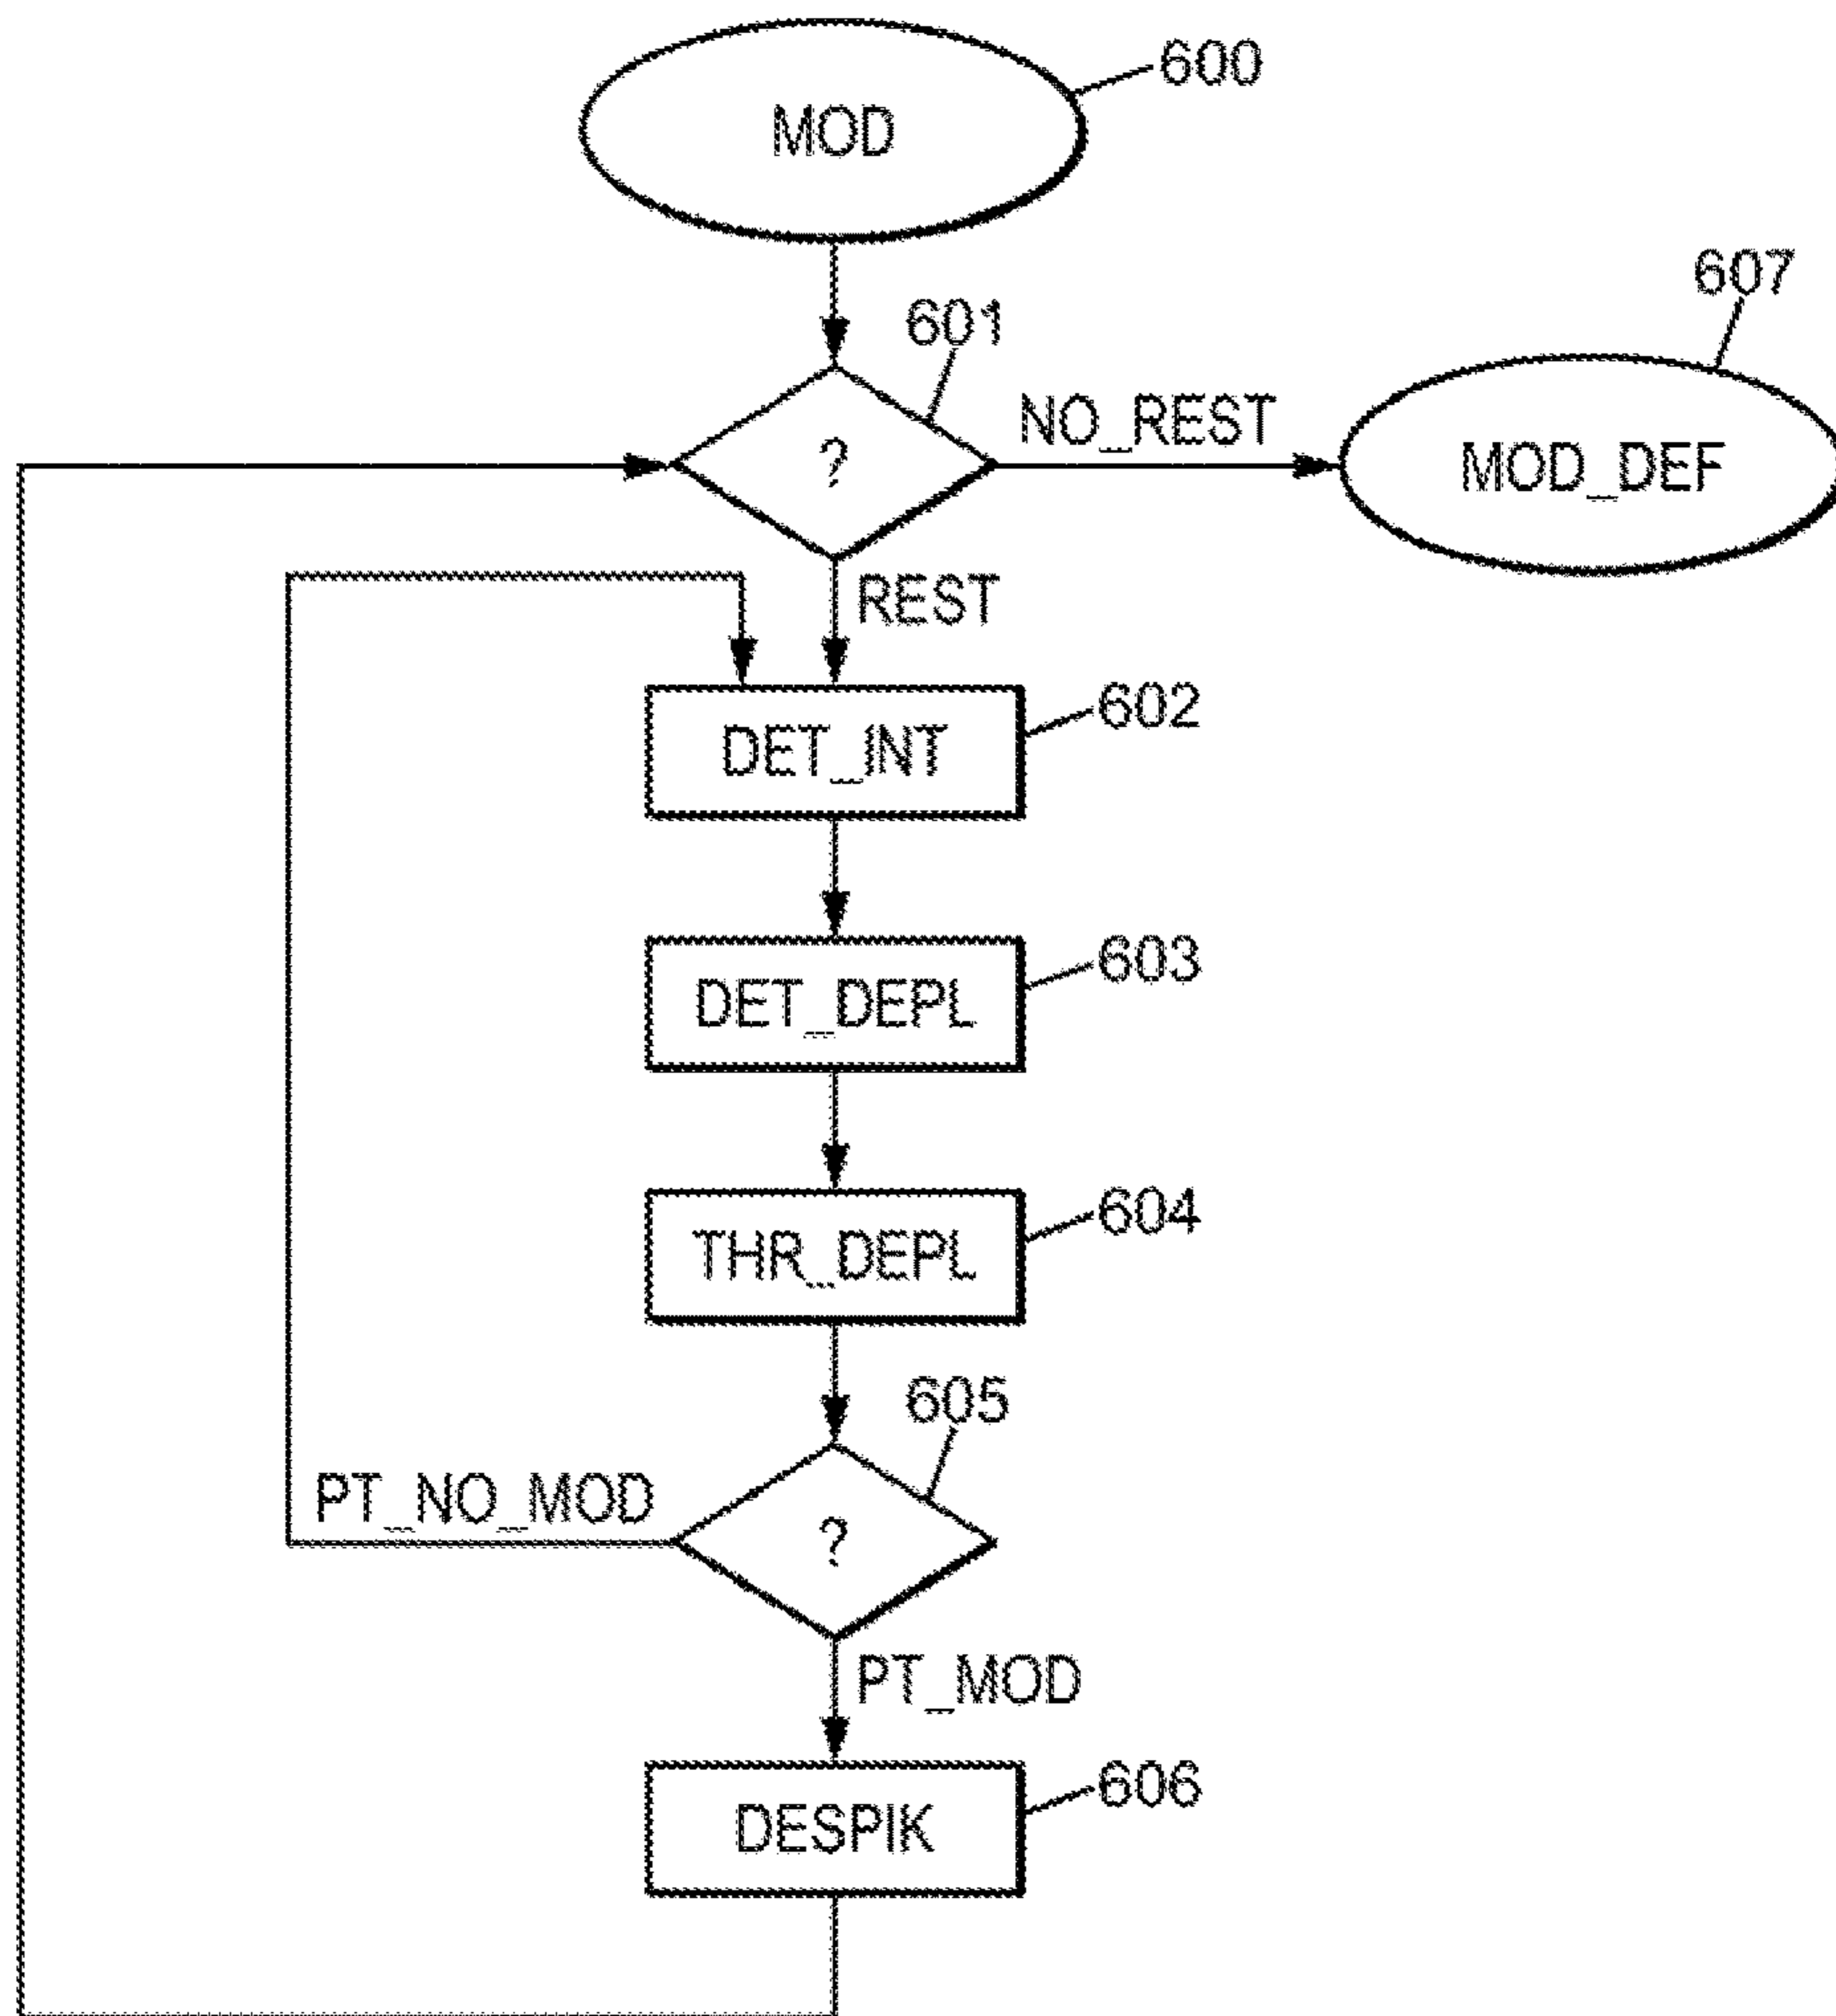 600
MOD
607
601
NO_REST
?
MOD_DEF
REST
602
DET_INT
603
DET_DEPL
604
THR_DEPL
605
PT_NO_MOD
?
PT_MOD
606
DESPIK